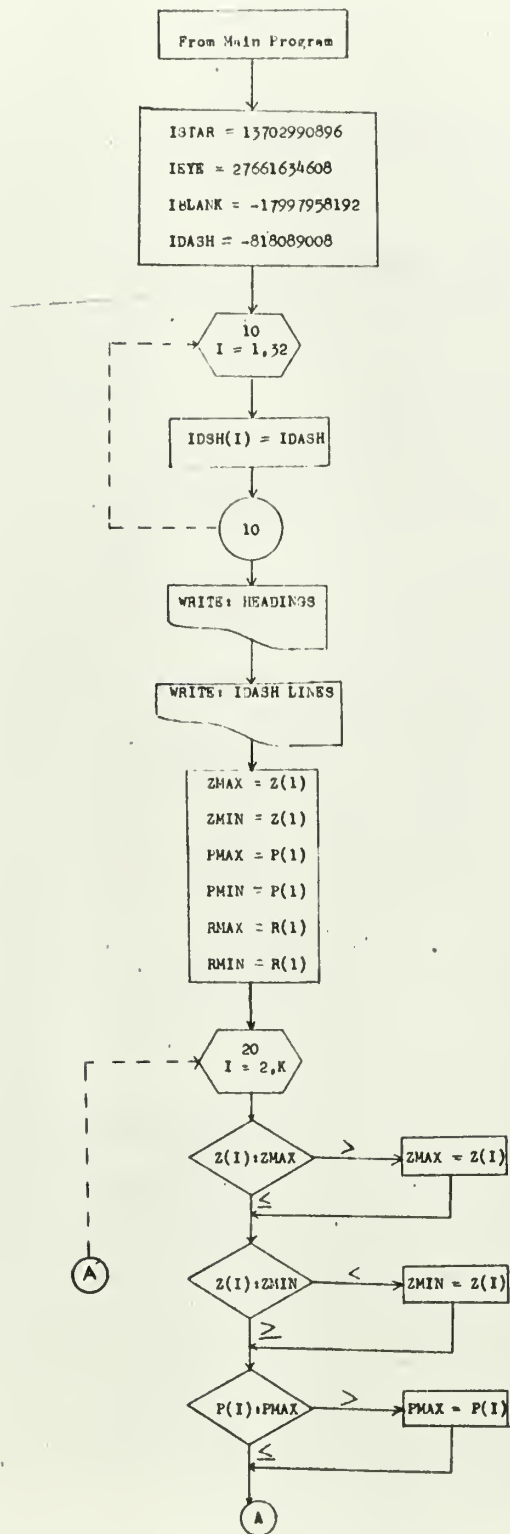 From Main Program
ISTAR = 13702990896
IEYE = 27661634608
IBLANK = -17997958192
IDASH = -818089008
10
I = 1,32
IDSH(I) = IDASH
10
WRITE: HEADINGS
WRITE: IDASH LINES
ZMAX = Z(1)
ZMIN = Z(1)
PMAX = P(1)
PMIN = P(1)
RMAX = R(1)
RMIN = R(1)
20
I = 2,K
Z(I):ZMAX
>
ZMAX = Z(I)
≤
A
Z(I):ZMIN
<
ZMIN = Z(I)
≥
P(I):PMAX
>
PMAX = P(I)
≤
A